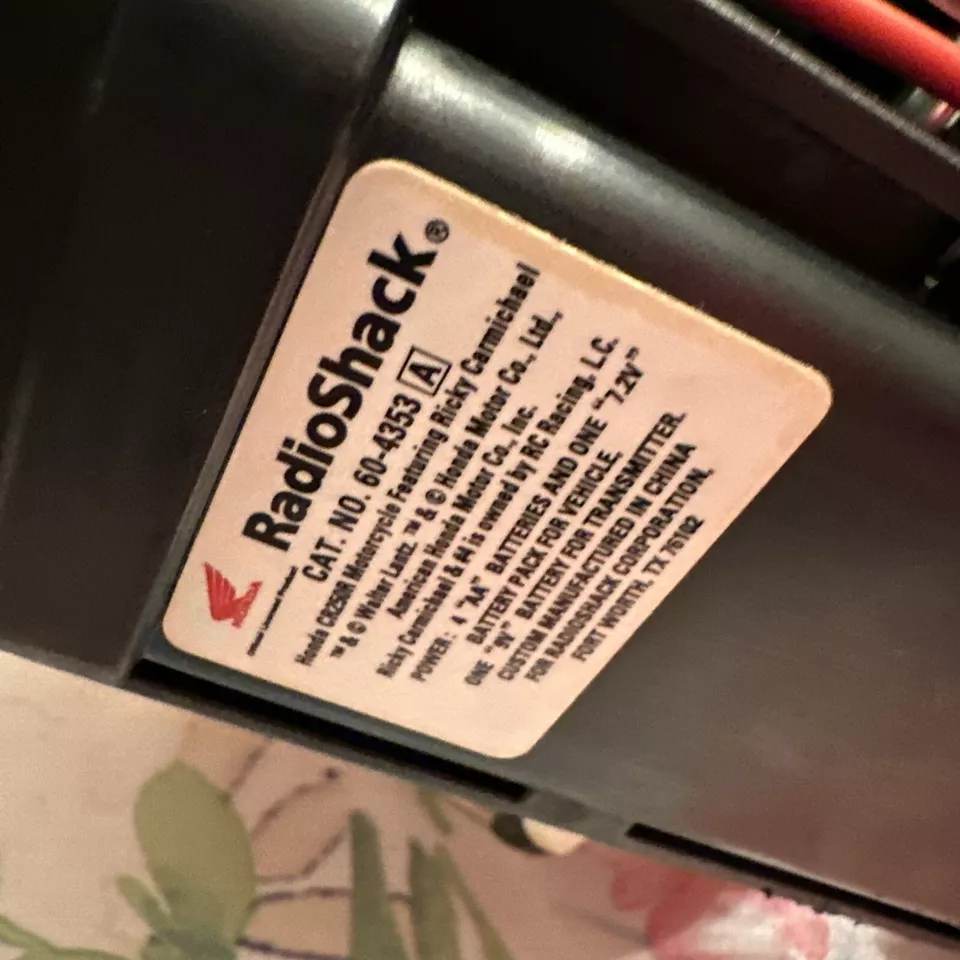 RadioShack®
CAT. NO. 60-4353 A
Honda CR250R Motorcycle Featuring Ricky Carmichael
™ & © Walter Lantz. ™ & © Honda Motor Co., Ltd.,
American Honda Motor Co., Inc.
Ricky Carmichael & #4 is owned by RC Racing, L.C.
POWER: 4 "AA" BATTERIES AND ONE "7.2V"
BATTERY PACK FOR VEHICLE.
ONE "9V" BATTERY FOR TRANSMITTER.
CUSTOM MANUFACTURED IN CHINA
FOR RADIOSHACK CORPORATION,
FORT WORTH, TX 76102